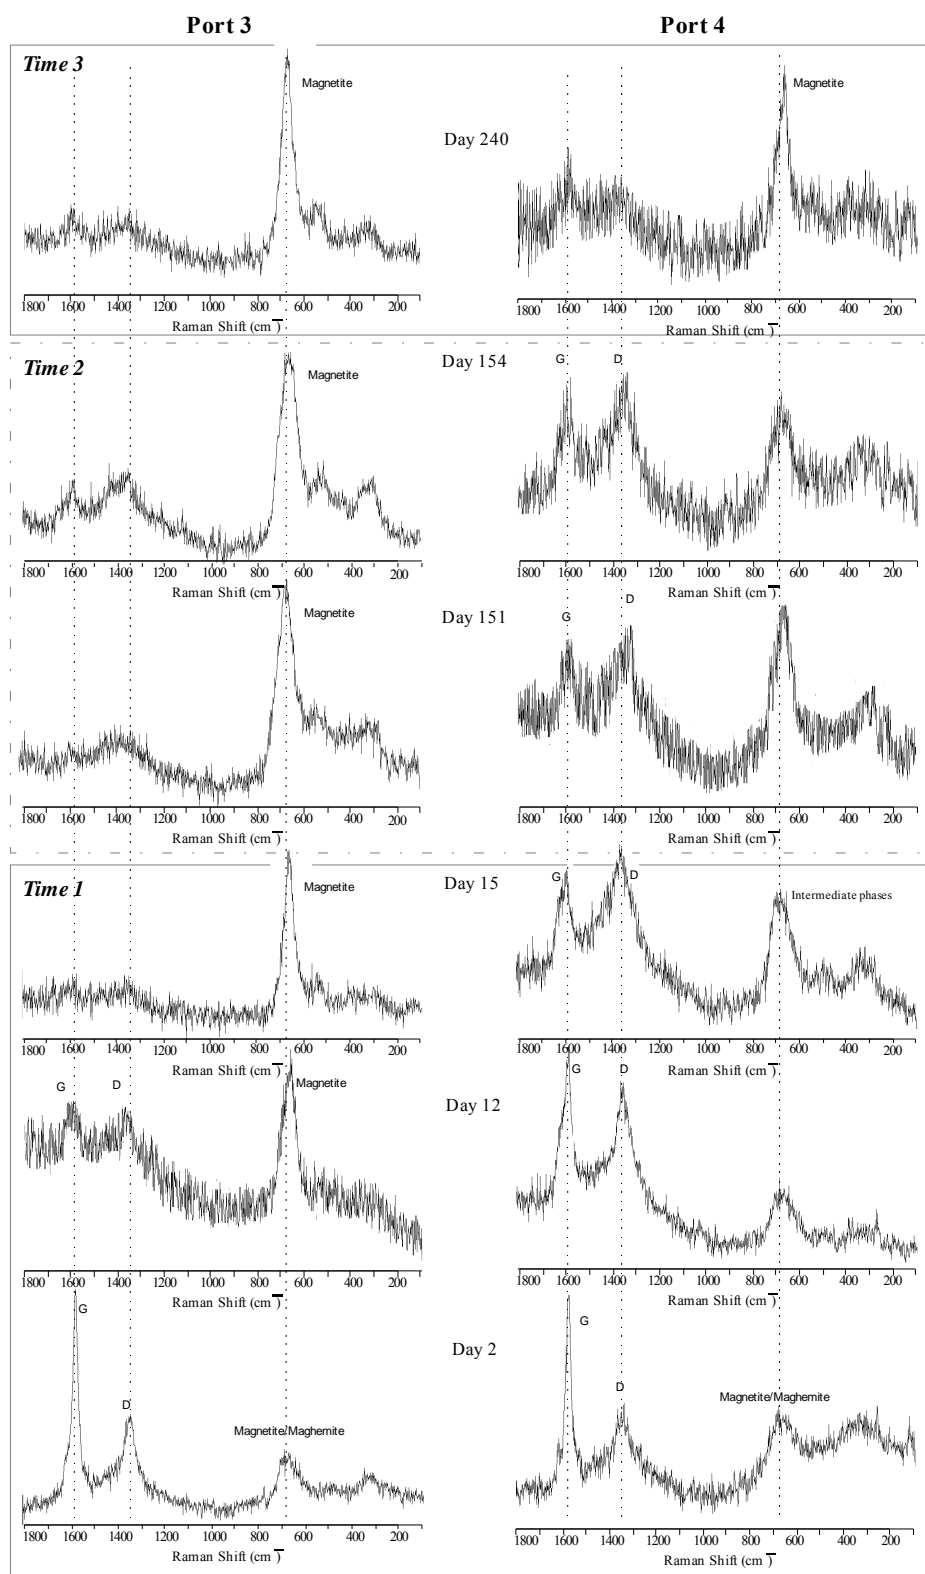 Port 3 Port 4
Time 3
Magnetite
Magnetite
Day 240
1800 1600 1400 1200 1000 800 600 400 200
Raman Shift (cm¯)
1800 1600 1400 1200 1000 800 600 400 200
Raman Shift (cm¯)
Time 2
Day 154
Magnetite
G D
1800 1600 1400 1200 1000 800 600 400 200
Raman Shift (cm¯)
1800 1600 1400 1200 1000 800 600 400 200
Raman Shift (cm¯)
Magnetite
Day 151
G D
1800 1600 1400 1200 1000 800 600 400 200
Raman Shift (cm¯)
1800 1600 1400 1200 1000 800 600 400 200
Raman Shift (cm¯)
Time 1
Magnetite
Day 15
G D
Intermediate phases
1800 1600 1400 1200 1000 800 600 400 200
Raman Shift (cm¯)
1800 1600 1400 1200 1000 800 600 400 200
Raman Shift (cm¯)
G D
Magnetite
Day 12
G D
1800 1600 1400 1200 1000 800 600 400 200
Raman Shift (cm¯)
1800 1600 1400 1200 1000 800 600 400 200
Raman Shift (cm¯)
G
D
Magnetite/Maghemite
Day 2
G
D
Magnetite/Maghemite
1800 1600 1400 1200 1000 800 600 400 200
Raman Shift (cm¯)
1800 1600 1400 1200 1000 800 600 400 200
Raman Shift (cm¯)